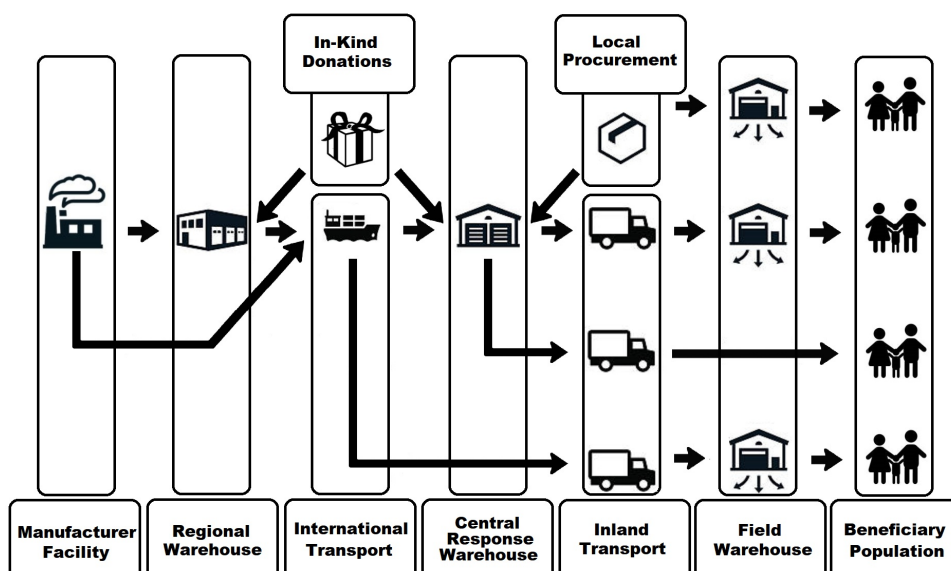 In-Kind
Donations
Local
Procurement
Manufacturer
Facility
Regional
Warehouse
International
Transport
Central
Response
Warehouse
Inland
Transport
Field
Warehouse
Beneficiary
Population